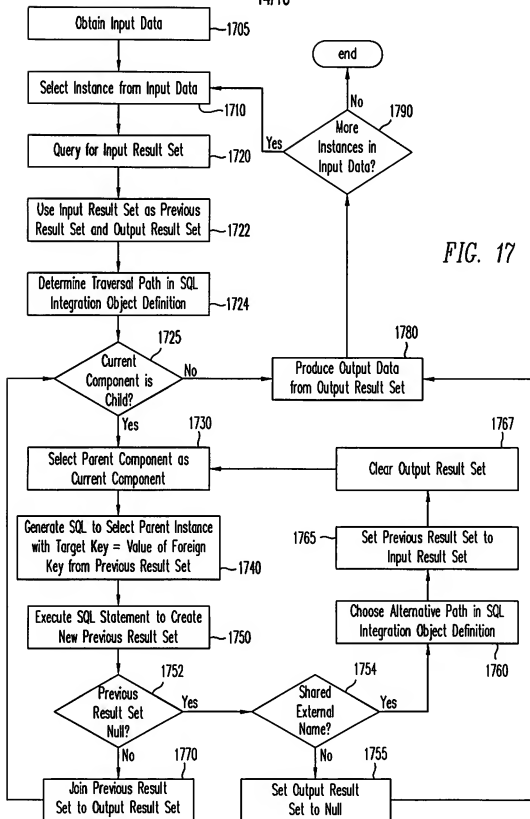 14/18
Obtain Input Data
1705
end
Select Instance from Input Data
1710
No
1790
Yes
More
Instances in
Input Data?
Query for Input Result Set
1720
Use Input Result Set as Previous
Result Set and Output Result Set
1722
FIG. 17
Determine Traversal Path in SQL
Integration Object Definition
1724
1725
Current
Component is
Child?
No
1780
Produce Output Data
from Output Result Set
Yes
1730
1767
Select Parent Component as
Current Component
Clear Output Result Set
Generate SQL to Select Parent Instance
with Target Key = Value of Foreign
Key from Previous Result Set
1740
1765
Set Previous Result Set to
Input Result Set
Execute SQL Statement to Create
New Previous Result Set
1750
Choose Alternative Path in SQL
Integration Object Definition
1760
1752
Previous
Result Set
Null?
Yes
1754
Shared
External
Name?
Yes
No
1770
No
1755
Join Previous Result
Set to Output Result Set
Set Output Result
Set to Null